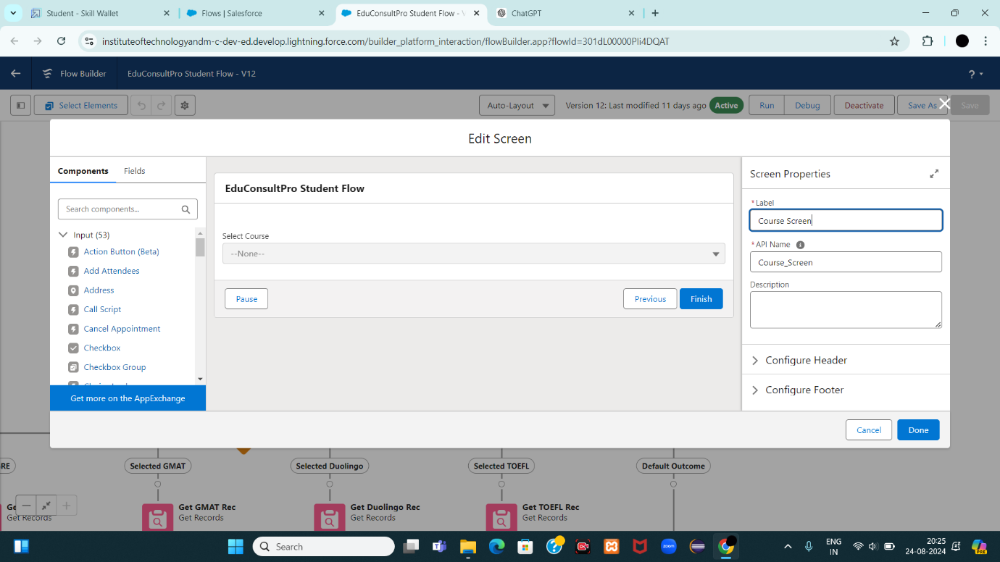 Student - Skill Wallet
Flows | Salesforce
EduConsultPro Student Flow -
ChatGPT
instituteoftechnologyandm-c-dev-ed.develop.lightning.force.com/builder_platform_interaction/flowBuilder.app?flowId=301dL00000PIi4DQAT
Flow Builder
EduConsultPro Student Flow - V12
?
Select Elements
Auto-Layout
Version 12: Last modified 11 days ago
Active
Run
Debug
Deactivate
Save As
Save
Edit Screen
Components
Fields
Search components...
Input (53)
Action Button (Beta)
Add Attendees
Address
Call Script
Cancel Appointment
Checkbox
Checkbox Group
Get more on the AppExchange
EduConsultPro Student Flow
Select Course
--None--
Pause
Previous
Finish
Screen Properties
*Label
Course Screen
*API Name
Course_Screen
Description
Configure Header
Configure Footer
Cancel
Done
RE
Selected GMAT
Selected Duolingo
Selected TOEFL
Default Outcome
Get GMAT Rec
Get Records
Get Duolingo Rec
Get Records
Get TOEFL Rec
Get Records
Get Records
Search
ENG
IN
20:25
24-08-2024